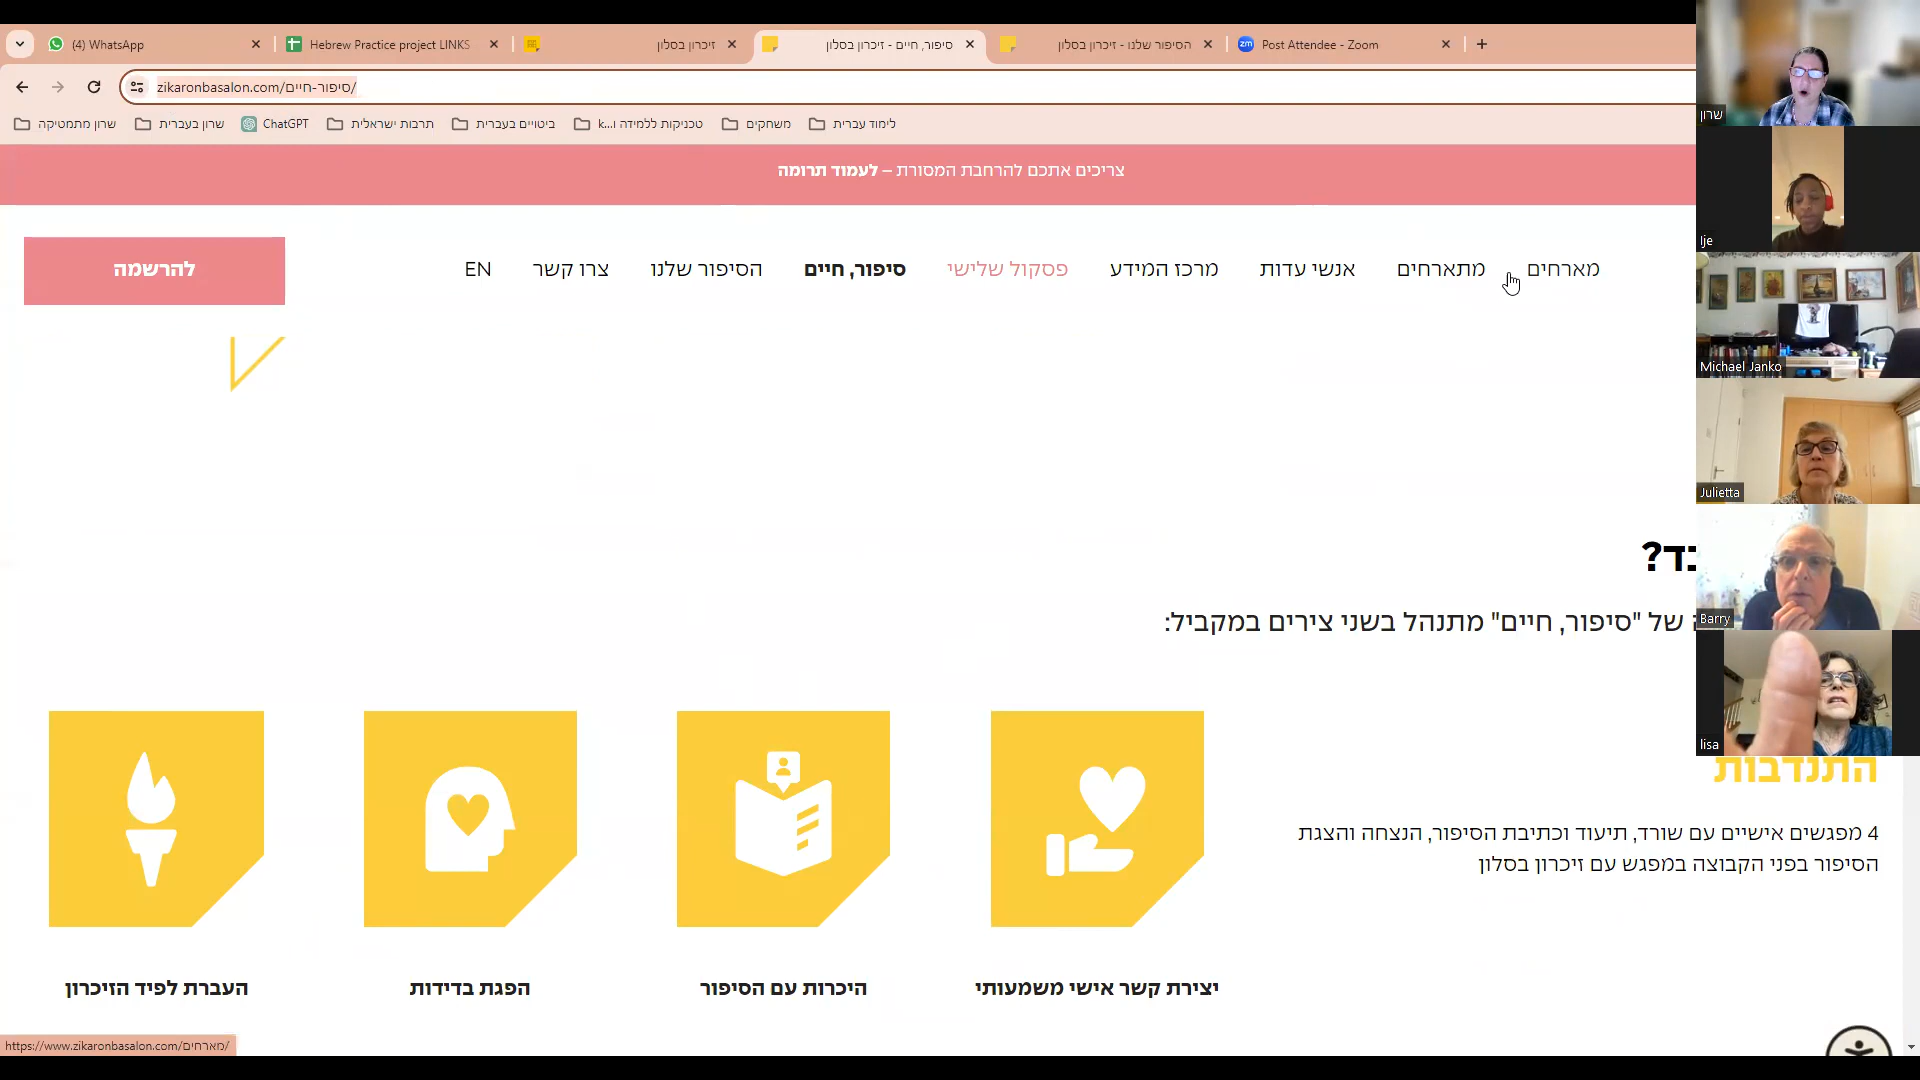 (4) WhatsApp
Hebrew Practice project LINKS
זיכרון בסלון
סיפור, חיים - זיכרון בסלון
הסיפור שלנו - זיכרון בסלון
Post Attendee - Zoom
zikaronbasalon.com/סיפור-חיים/
שרון מתמטיקה
שרון בעברית
ChatGPT
תרבות ישראלית
ביטויים בעברית
טכניקות ללמידה ו...k
משחקים
לימוד עברית
צריכים אתכם להרחבת המסורת – לעמוד תרומה
מארחים
מתארחים
אנשי עדות
מרכז המידע
פסקול שלישי
סיפור, חיים
הסיפור שלנו
צרו קשר
EN
להרשמה
של "סיפור, חיים" מתנהל בשני צירים במקביל:
התנדבות
4 מפגשים אישיים עם שורד, תיעוד וכתיבת הסיפור, הנצחה והצגת
הסיפור בפני הקבוצה במפגש עם זיכרון בסלון
יצירת קשר אישי משמעותי
היכרות עם הסיפור
הפגת בדידות
העברת לפיד הזיכרון
https://www.zikaronbasalon.com/מארחים/
שרון
Ije
Michael Janko
Julietta
Barry
lisa